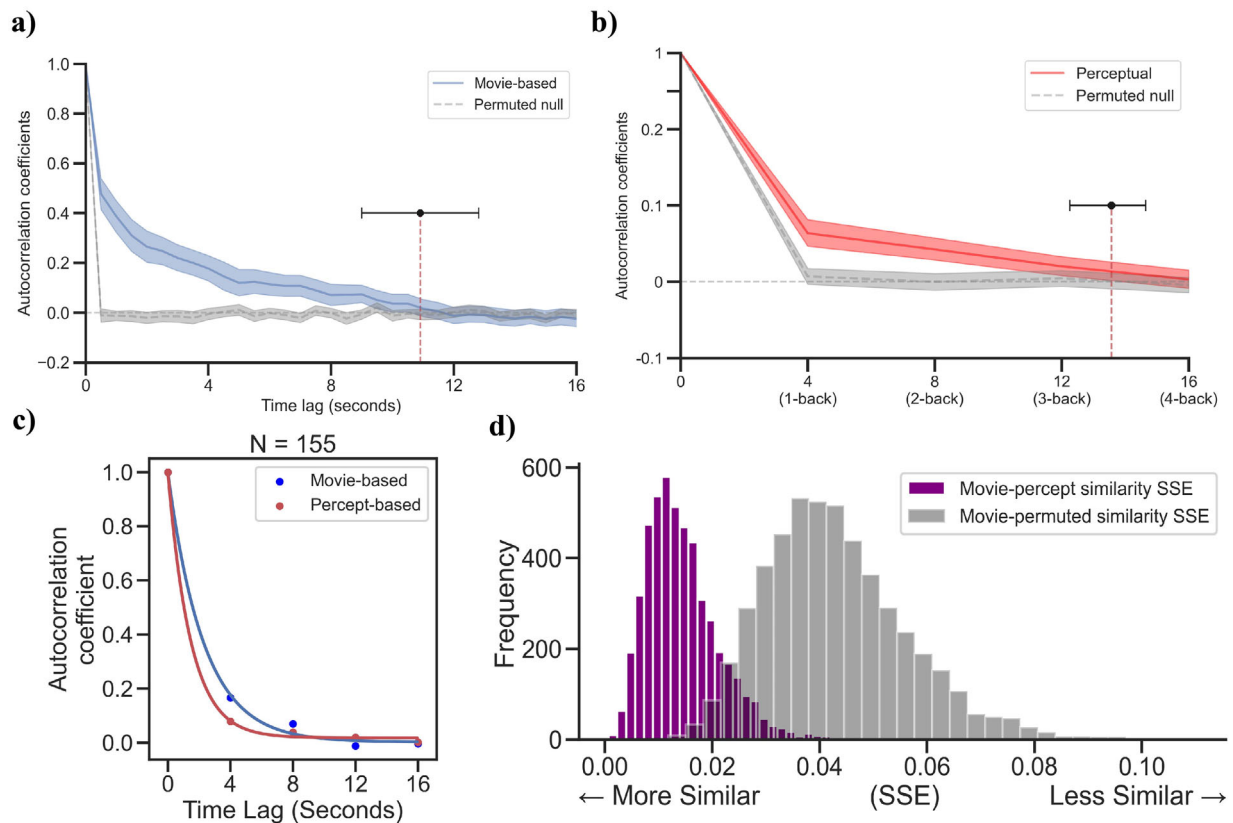 a)
Autocorrelation coefficients
1.0
0.8
0.6
0.4
0.2
0.0
−0.2
0
4
8
12
16
Time lag (seconds)
Movie-based
Permuted null
b)
Autocorrelation coefficients
1
0.2
0.1
0
-0.1
0
4
8
12
16
(1-back)
(2-back)
(3-back)
(4-back)
Perceptual
Permuted null
c)
N = 155
Autocorrelation
coefficient
1.0
0.8
0.6
0.4
0.2
0.0
0
4
8
12
16
Time Lag (Seconds)
Movie-based
Percept-based
d)
Frequency
600
400
200
0
0.00
0.02
0.04
0.06
0.08
0.10
← More Similar
(SSE)
Less Similar →
Movie-percept similarity SSE
Movie-permuted similarity SSE